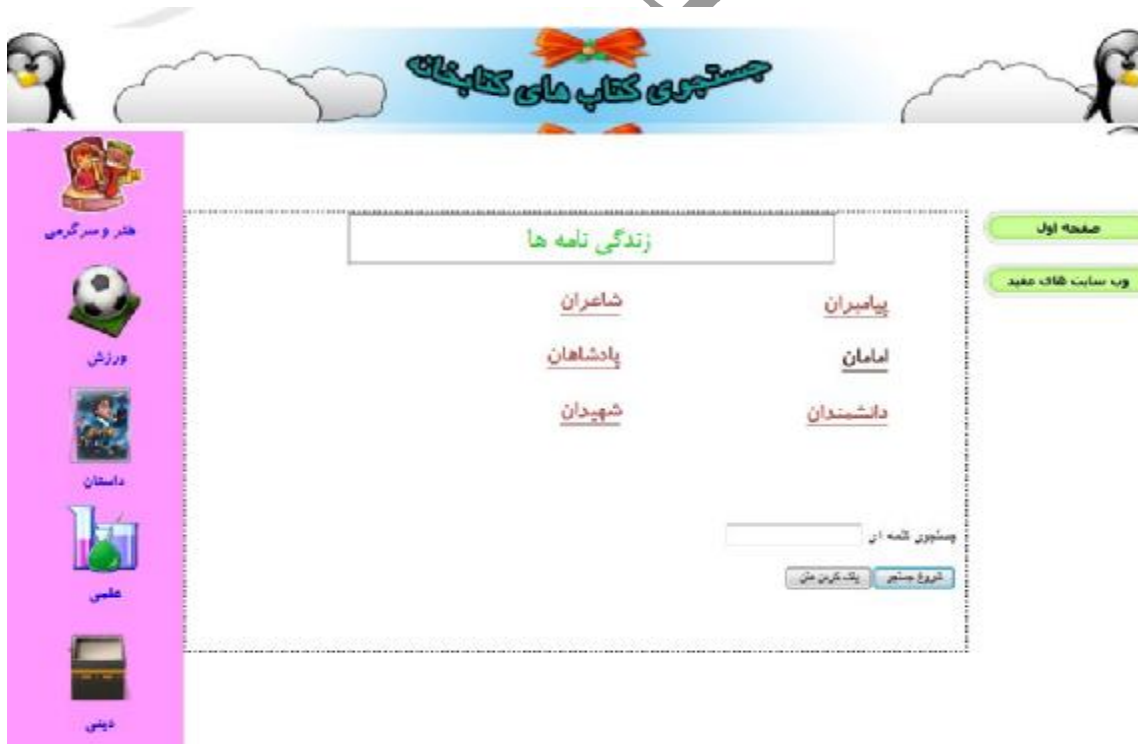 جستجوی کتاب های کتابخانه
صفحه اول
وب سایت های مفید
زندگی نامه ها
پیامبران
شاعران
امامان
پادشاهان
دانشمندان
شهیدان
جستجوی کلمه ای
شروع جستجو
پاک کردن متن
هنر و سرگرمی
ورزش
داستان
علمی
دینی